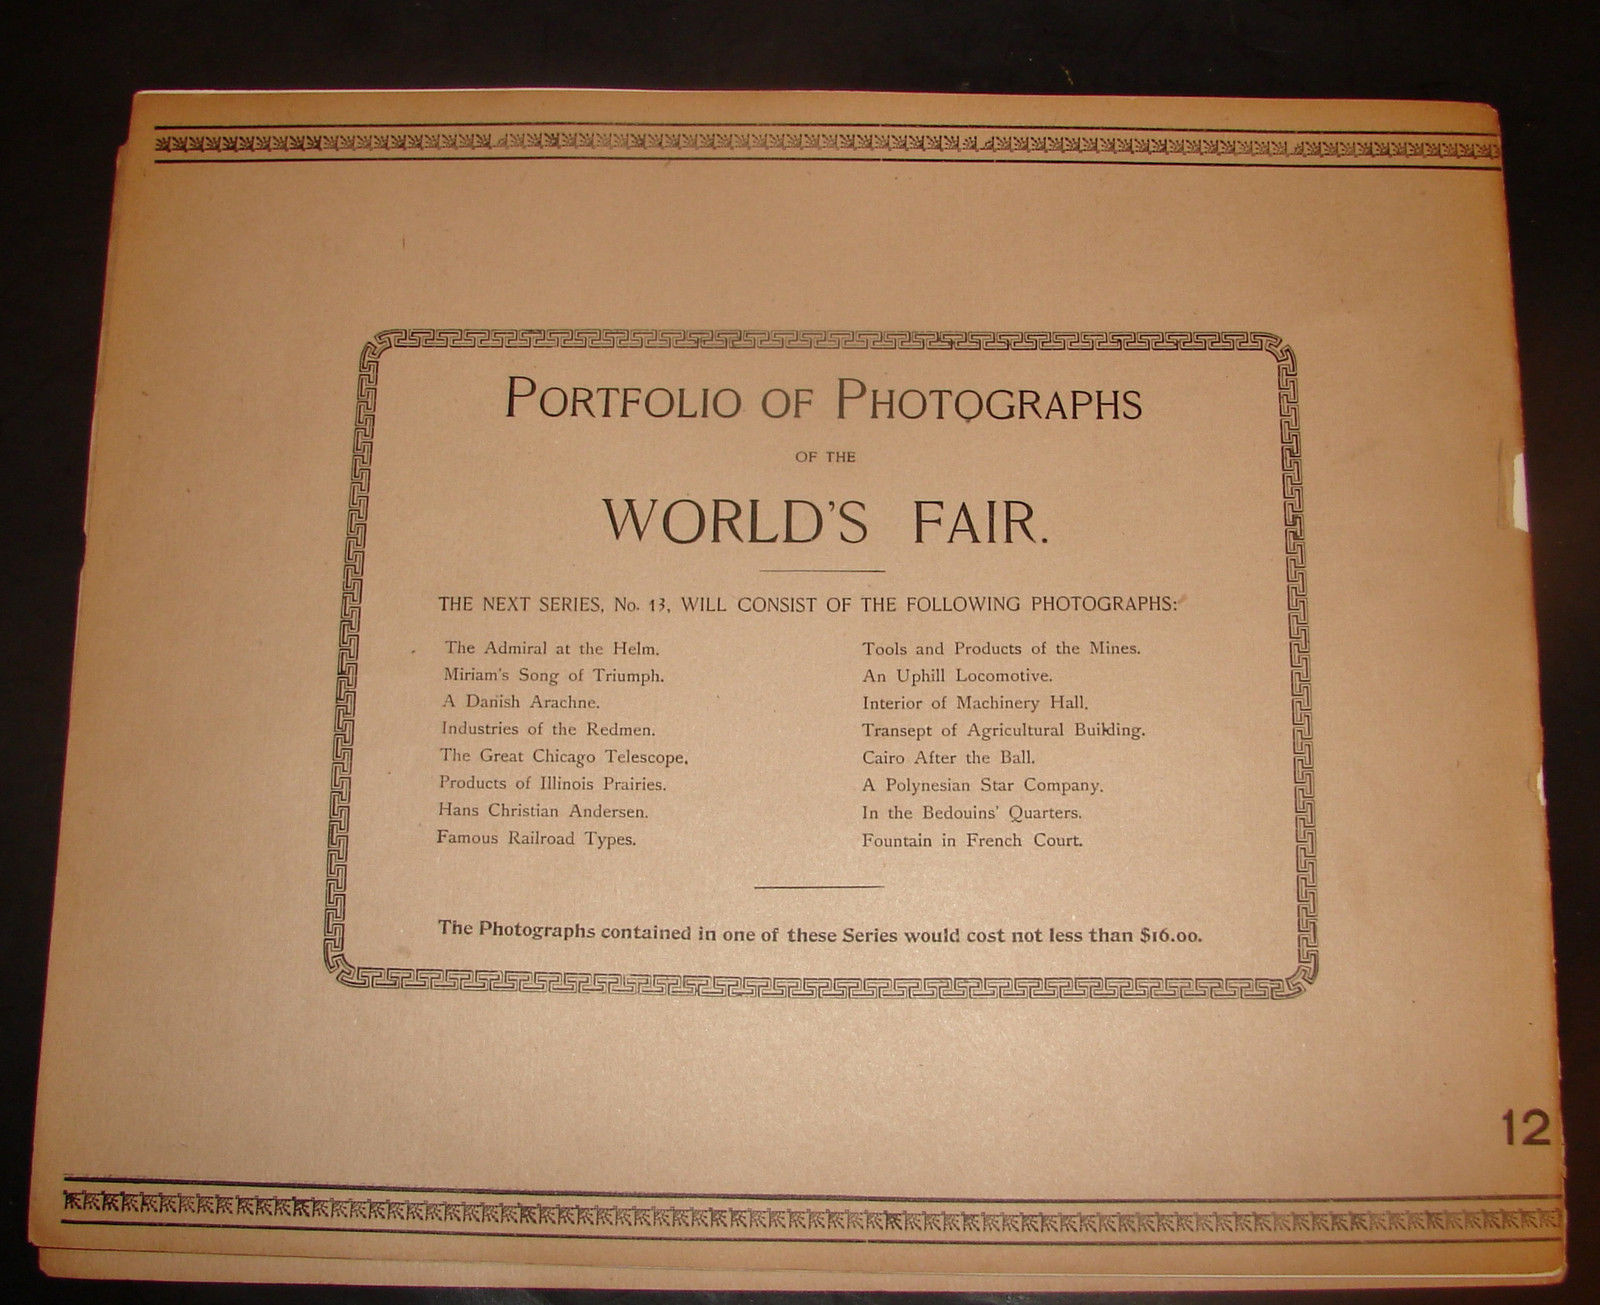 PORTFOLIO OF PHOTOGRAPHS
OF THE
WORLD'S FAIR.
THE NEXT SERIES, No. 13, WILL CONSIST OF THE FOLLOWING PHOTOGRAPHS:
The Admiral at the Helm.
Miriam's Song of Triumph.
A Danish Arachne.
Industries of the Redmen.
The Great Chicago Telescope.
Products of Illinois Prairies.
Hans Christian Andersen.
Famous Railroad Types.
Tools and Products of the Mines.
An Uphill Locomotive.
Interior of Machinery Hall.
Transept of Agricultural Building.
Cairo After the Ball.
A Polynesian Star Company.
In the Bedouins' Quarters.
Fountain in French Court.
The Photographs contained in one of these Series would cost not less than $16.00.
12